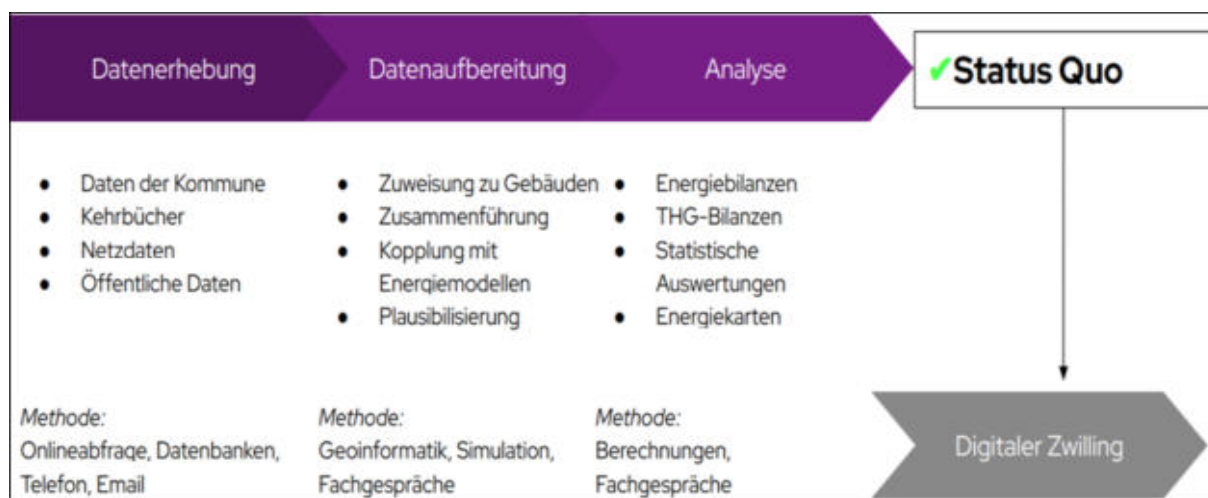 Datenerhebung
Datenaufbereitung
Analyse
✔Status Quo
● Daten der Kommune
● Kehrbücher
● Netzdaten
● Öffentliche Daten
● Zuweisung zu Gebäuden
● Zusammenführung
● Kopplung mit
Energiemodellen
● Plausibilisierung
● Energiebilanzen
● THG-Bilanzen
● Statistische
Auswertungen
● Energiekarten
Methode:
Onlineabfrage, Datenbanken,
Telefon, Email
Methode:
Geoinformatik, Simulation,
Fachgespräche
Methode:
Berechnungen,
Fachgespräche
Digitaler Zwilling